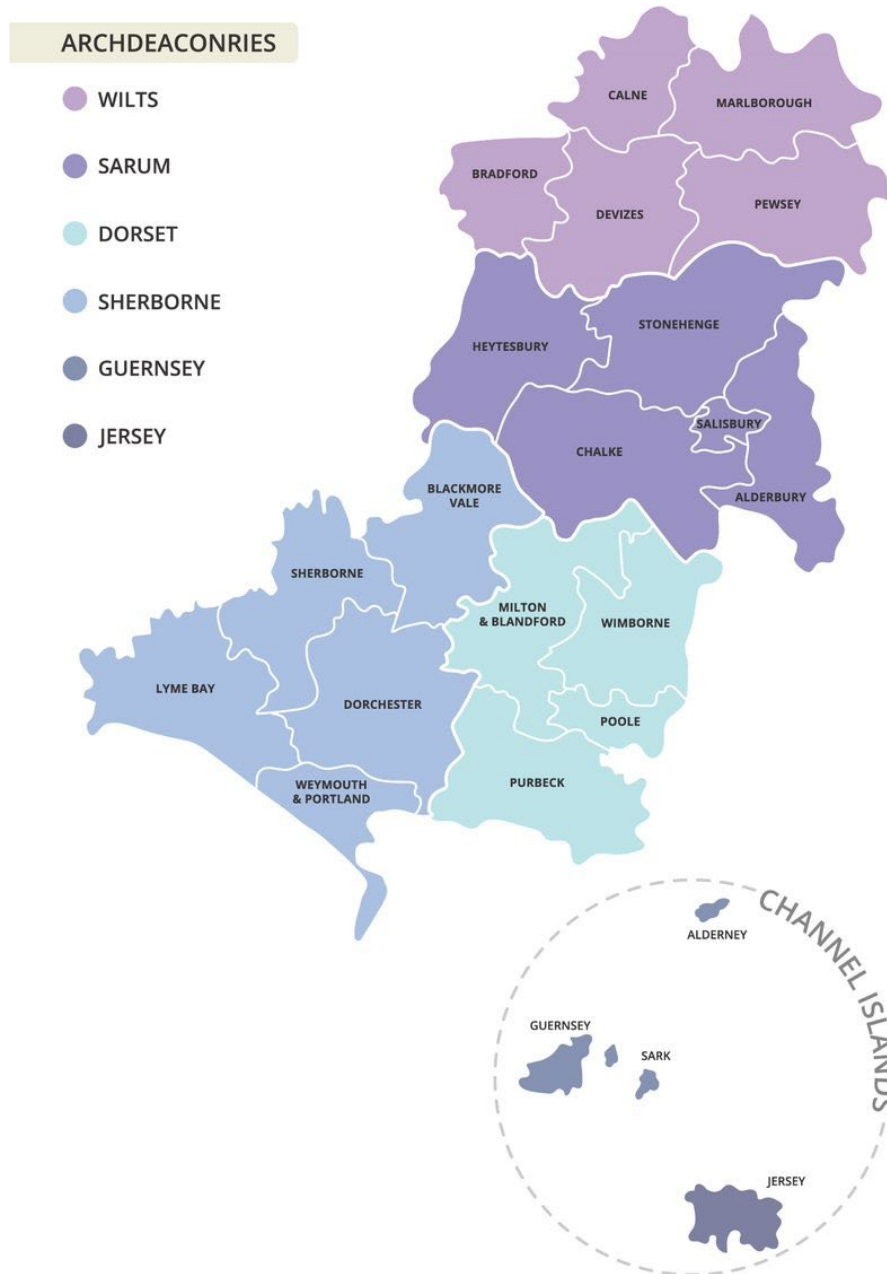 ARCHDEACONRIES
WILTS
SARUM
DORSET
SHERBORNE
GUERNSEY
JERSEY
CALNE
MARLBOROUGH
BRADFORD
DEVIZES
PEWSEY
STONEHENGE
HEYTESBURY
SALISBURY
CHALKE
ALDERBURY
BLACKMORE
VALE
SHERBORNE
MILTON
& BLANDFORD
WIMBORNE
LYME BAY
DORCHESTER
POOLE
WEYMOUTH
& PORTLAND
PURBECK
CHANNEL ISLANDS
ALDERNEY
GUERNSEY
SARK
JERSEY